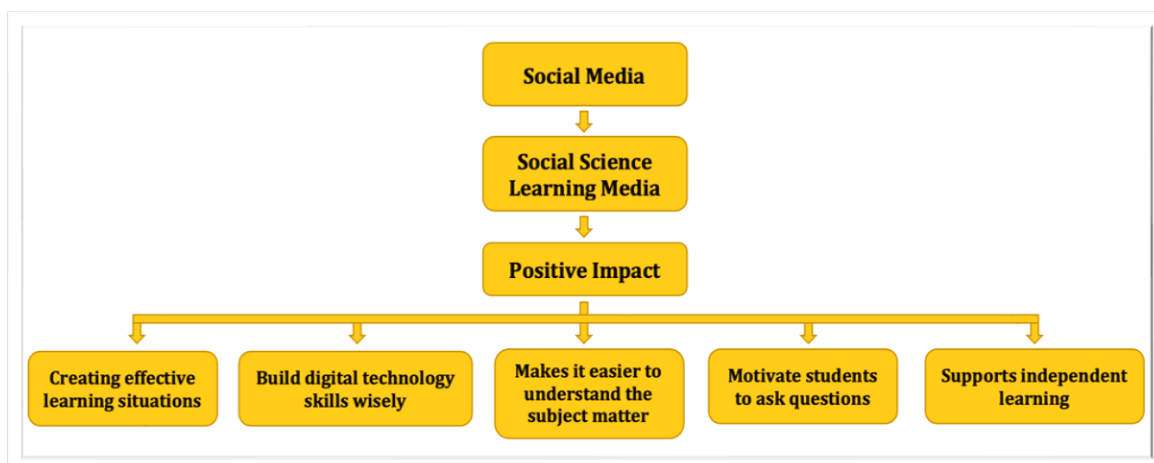 Social Media
Social Science
Learning Media
Positive Impact
Creating effective
learning situations
Build digital technology
skills wisely
Makes it easier to
understand the
subject matter
Motivate students
to ask questions
Supports independent
learning